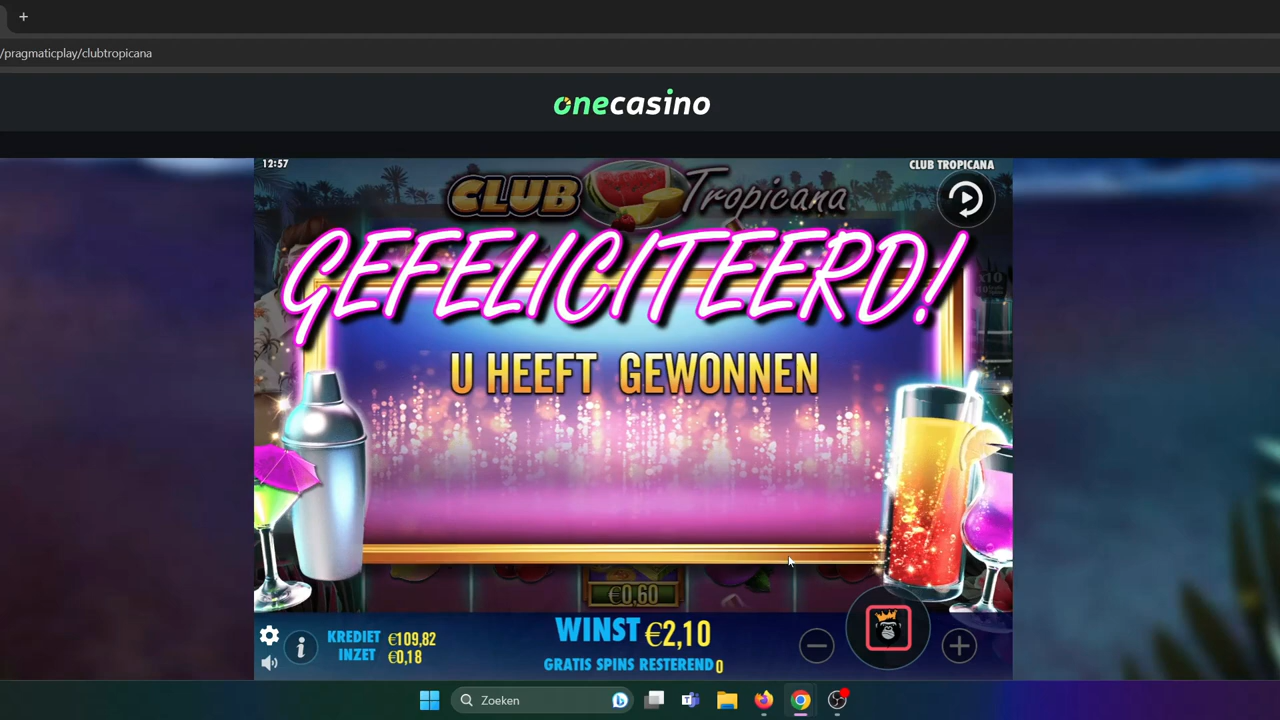 /pragmaticplay/clubtropicana
onecasino
12:57
CLUB TROPICANA
CLUB Tropicana
x10
GEFELICITEERD!
U HEEFT GEWONNEN
€0.60
KREDIET €109,82
INZET €0,18
WINST €2,10
GRATIS SPINS RESTEREND 0
Zoeken